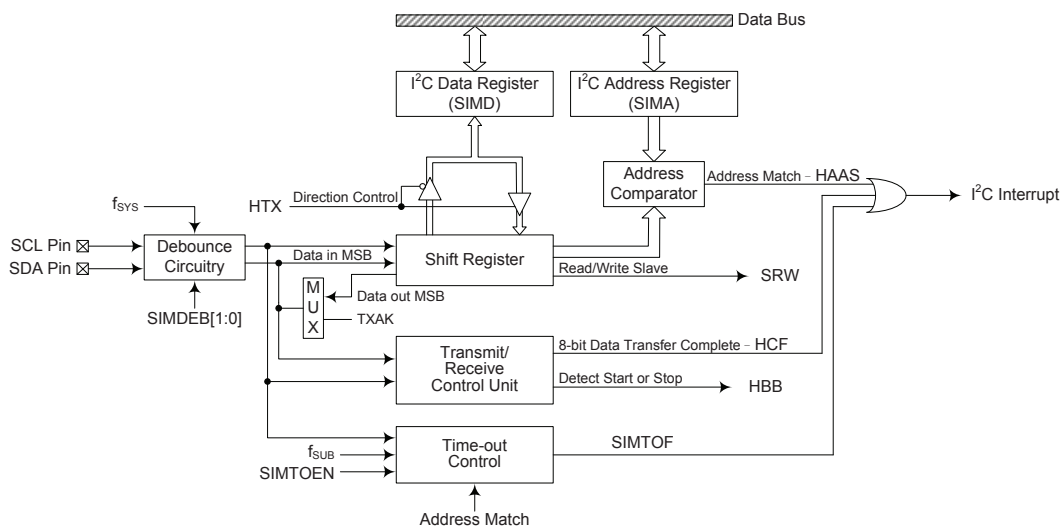 Data Bus
I²C Data Register
(SIMD)
I²C Address Register
(SIMA)
HTX
Direction Control
Address
Comparator
Address Match - HAAS
I²C Interrupt
fSYS
SCL Pin
SDA Pin
Debounce
Circuitry
SIMDEB[1:0]
Data in MSB
Shift Register
Read/Write Slave
SRW
M
U
X
Data out MSB
TXAK
Transmit/
Receive
Control Unit
8-bit Data Transfer Complete - HCF
Detect Start or Stop
HBB
fSUB
SIMTOEN
Time-out
Control
SIMTOF
Address Match